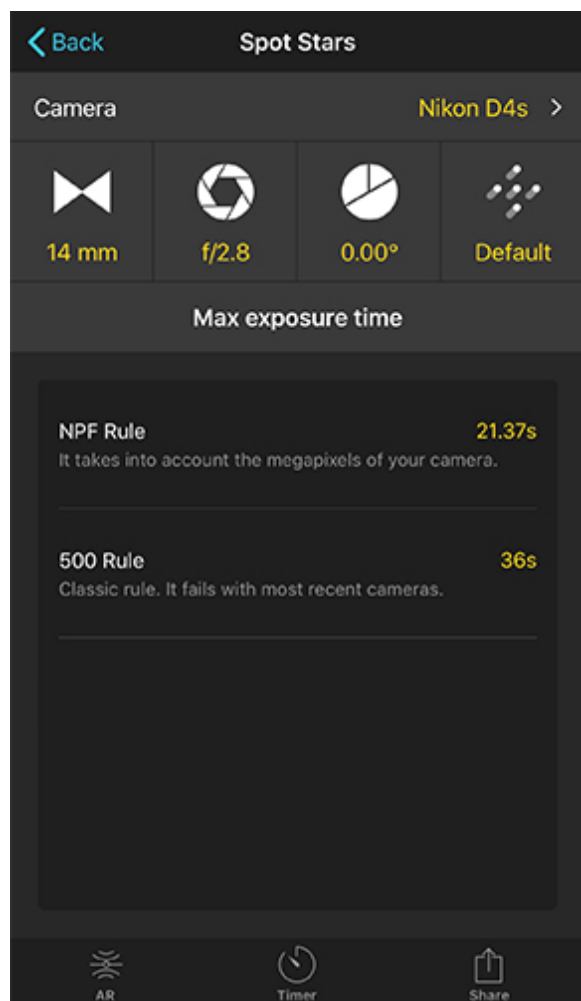 Back Spot Stars
Camera Nikon D4s
14 mm f/2.8 0.00° Default
Max exposure time
NPF Rule 21.37s
It takes into account the megapixels of your camera.
500 Rule 36s
Classic rule. It fails with most recent cameras.
AR Timer Share